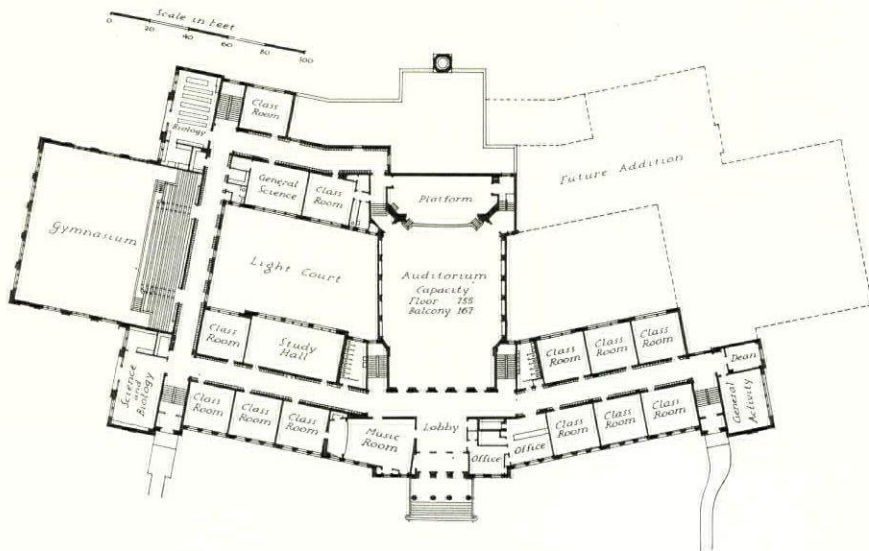 Scale in Feet
0 20 40 60 80 100
Class
Room
Biology
General
Science
Class
Room
Platform
Future Addition
Gymnasium
Light Court
Auditorium
Capacity
Floor 755
Balcony 167
Class
Room
Study
Hall
Class
Room
Class
Room
Class
Room
Dean
Science
and
Biology
Class
Room
Class
Room
Class
Room
Music
Room
Lobby
Office
Office
Class
Room
Class
Room
Class
Room
General
Activity